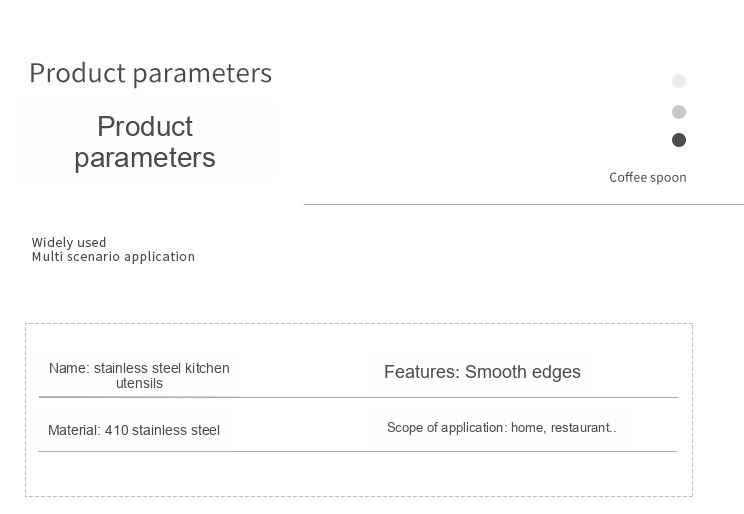 Product parameters
Product
parameters
Coffee spoon
Widely used
Multi scenario application
Name: stainless steel kitchen
utensils
Features: Smooth edges
Material: 410 stainless steel
Scope of application: home, restaurant..